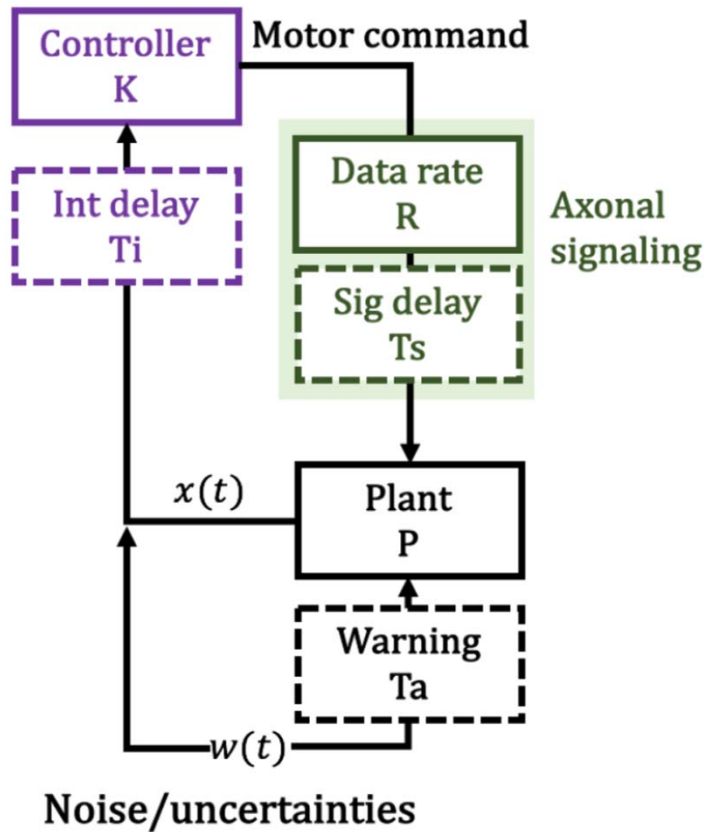 Controller
K
Motor command
Int delay
Ti
Data rate
R
Axonal
signaling
Sig delay
Ts
x(t)
Plant
P
Warning
Ta
w(t)
Noise/uncertainties